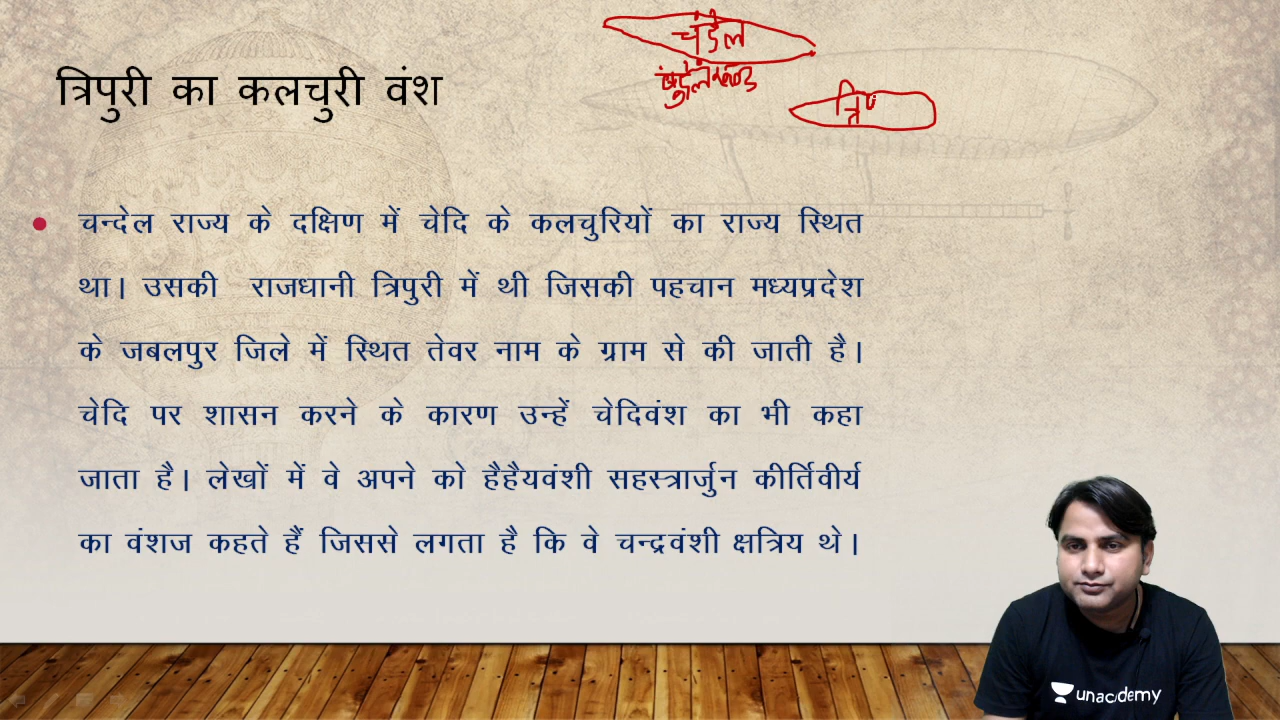 चंदेल
बुंदेलखण्ड
त्रिपु
त्रिपुरी का कलचुरी वंश
चन्देल राज्य के दक्षिण में चेदि के कलचुरियों का राज्य स्थित
था। उसकी राजधानी त्रिपुरी में थी जिसकी पहचान मध्यप्रदेश
के जबलपुर जिले में स्थित तेवर नाम के ग्राम से की जाती है।
चेदि पर शासन करने के कारण उन्हें चेदिवंश का भी कहा
जाता है। लेखों में वे अपने को हैहैयवंशी सहस्त्रार्जुन कीर्तिवीर्य
का वंशज कहते हैं जिससे लगता है कि वे चन्द्रवंशी क्षत्रिय थे।
unacademy